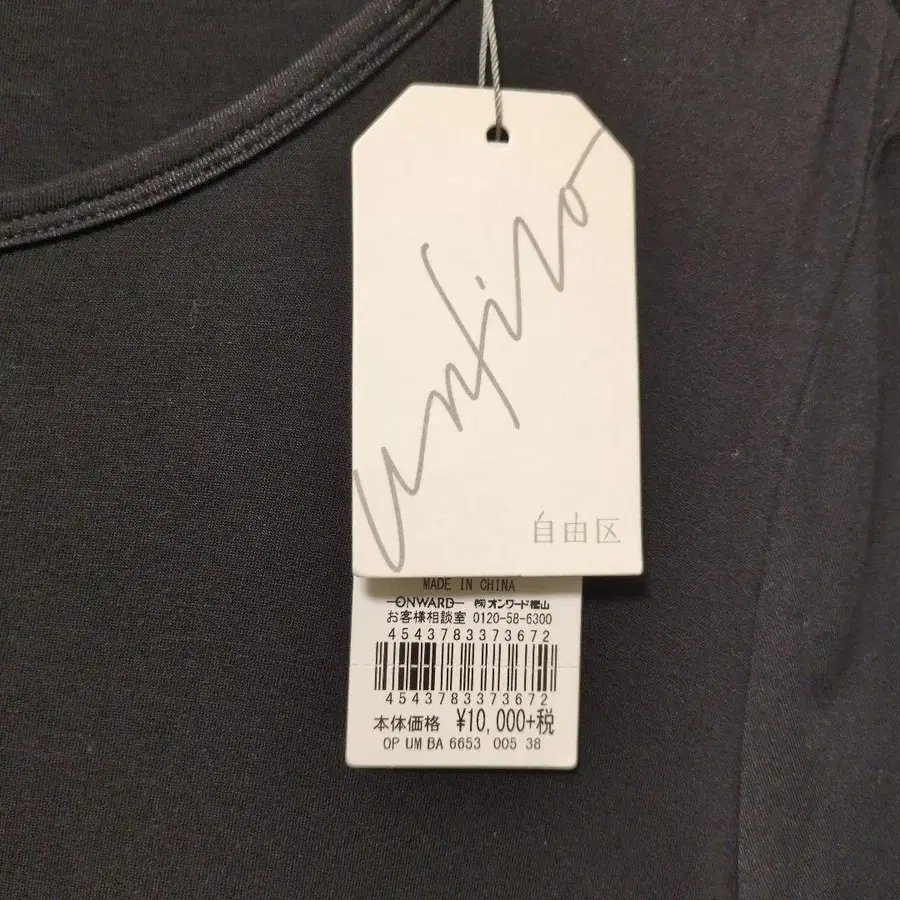 unfilo
自由区
MADE IN CHINA
ONWARD ㈱オンワード樫山
お客様相談室 0120-58-6300
4543783373672
4543783373672
本体価格 ¥10,000+税
OP UM BA 6653 005 38